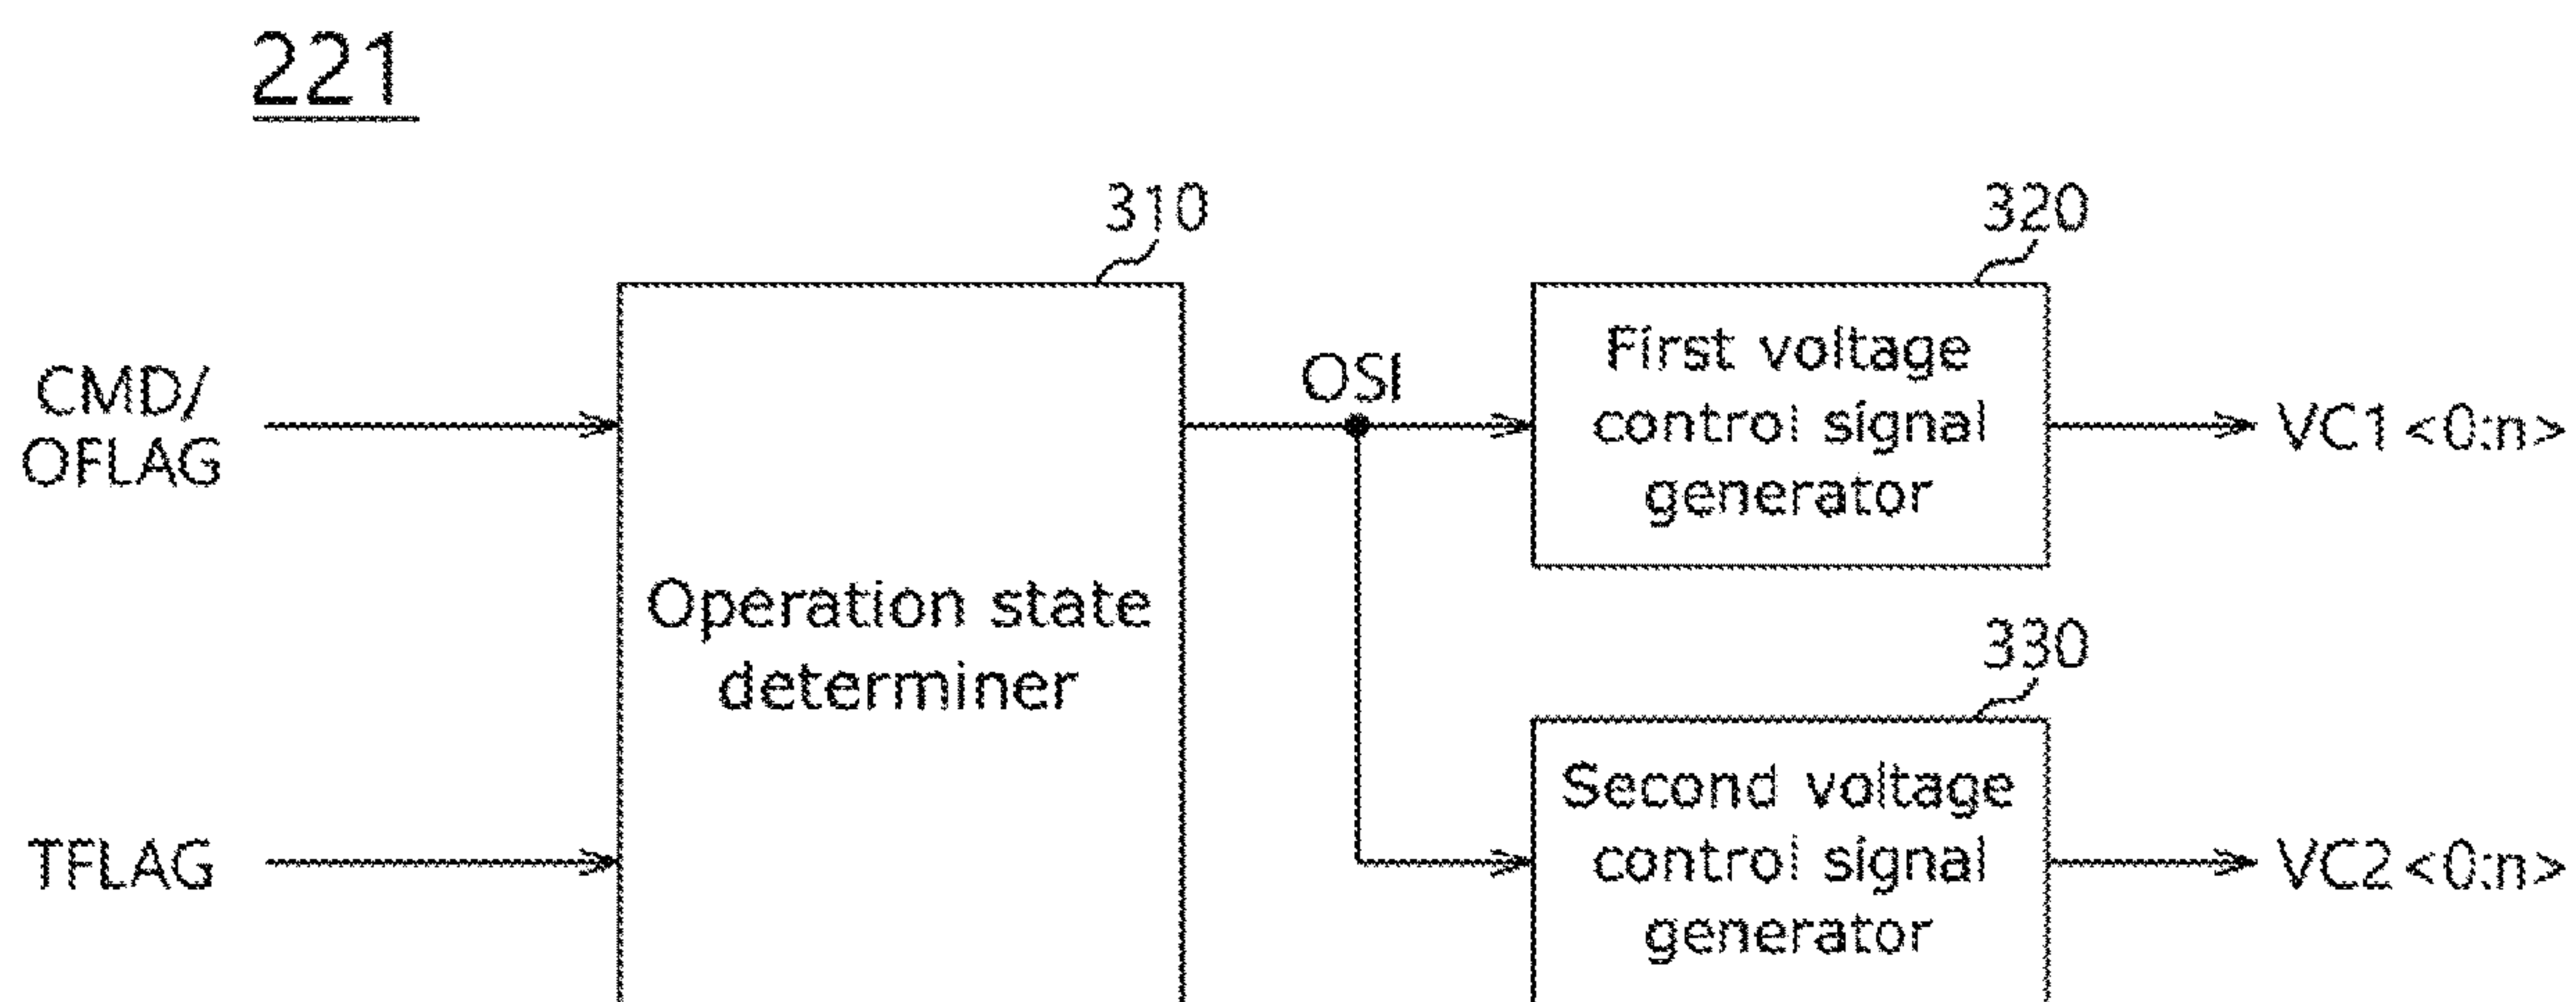 221
310
320
CMD/
OFLAG
OSI
First voltage
control signal
generator
VC1<0:n>
Operation state
determiner
330
TFLAG
Second voltage
control signal
generator
VC2<0:n>